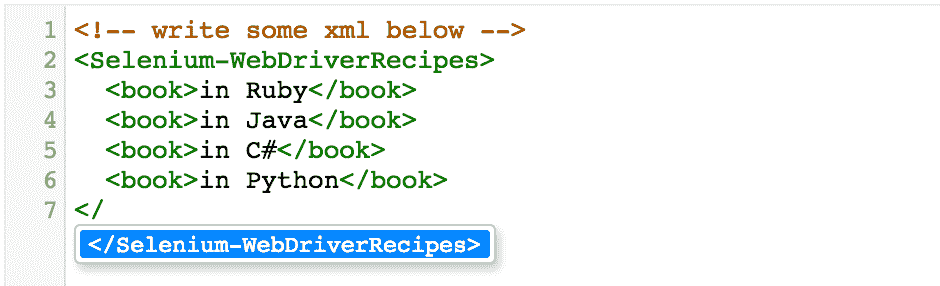 1 <!-- write some xml below -->
2 <Selenium-WebDriverRecipes>
3   <book>in Ruby</book>
4   <book>in Java</book>
5   <book>in C#</book>
6   <book>in Python</book>
7 </
</Selenium-WebDriverRecipes>